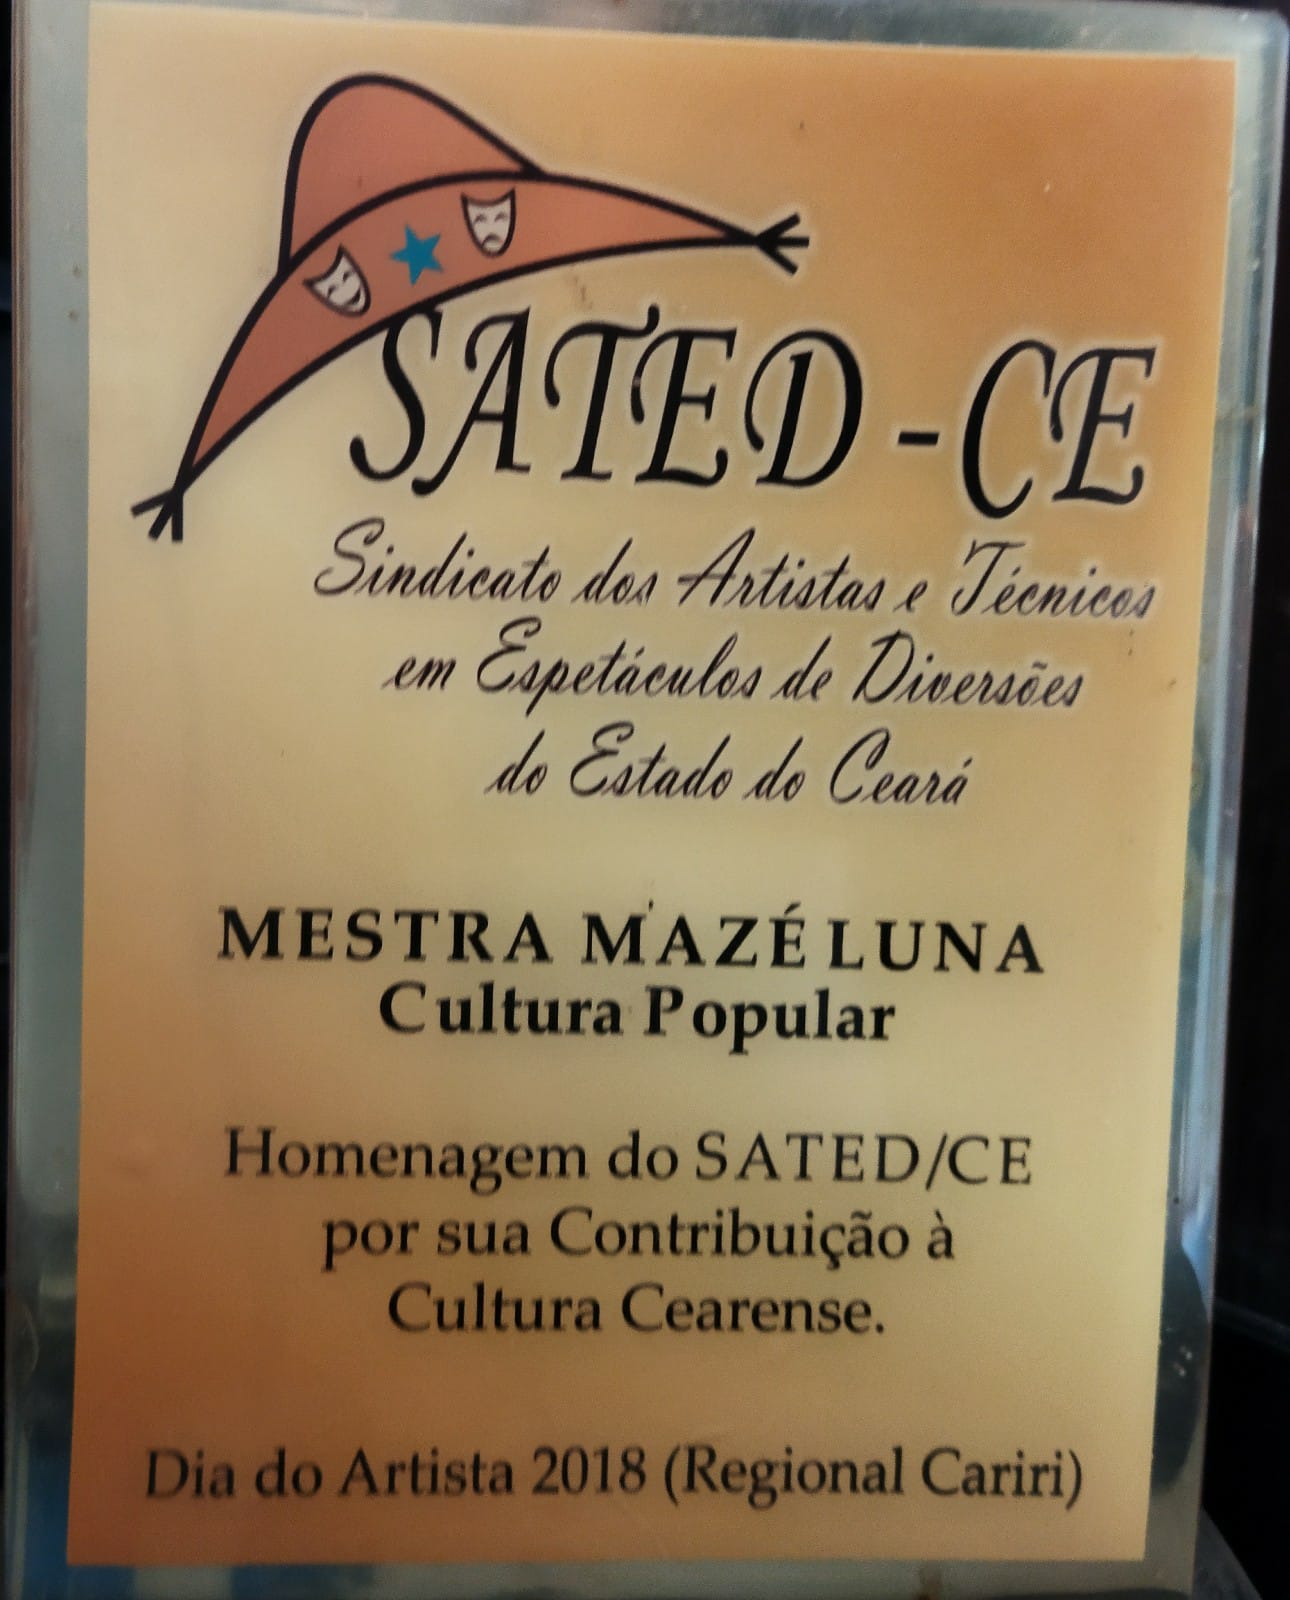 SATED - CE
Sindicato dos Artistas e Técnicos
em Espetáculos de Diversões
do Estado do Ceará
MESTRA MAZÉ LUNA
Cultura Popular
Homenagem do SATED/CE
por sua Contribuição à
Cultura Cearense.
Dia do Artista 2018 (Regional Cariri)